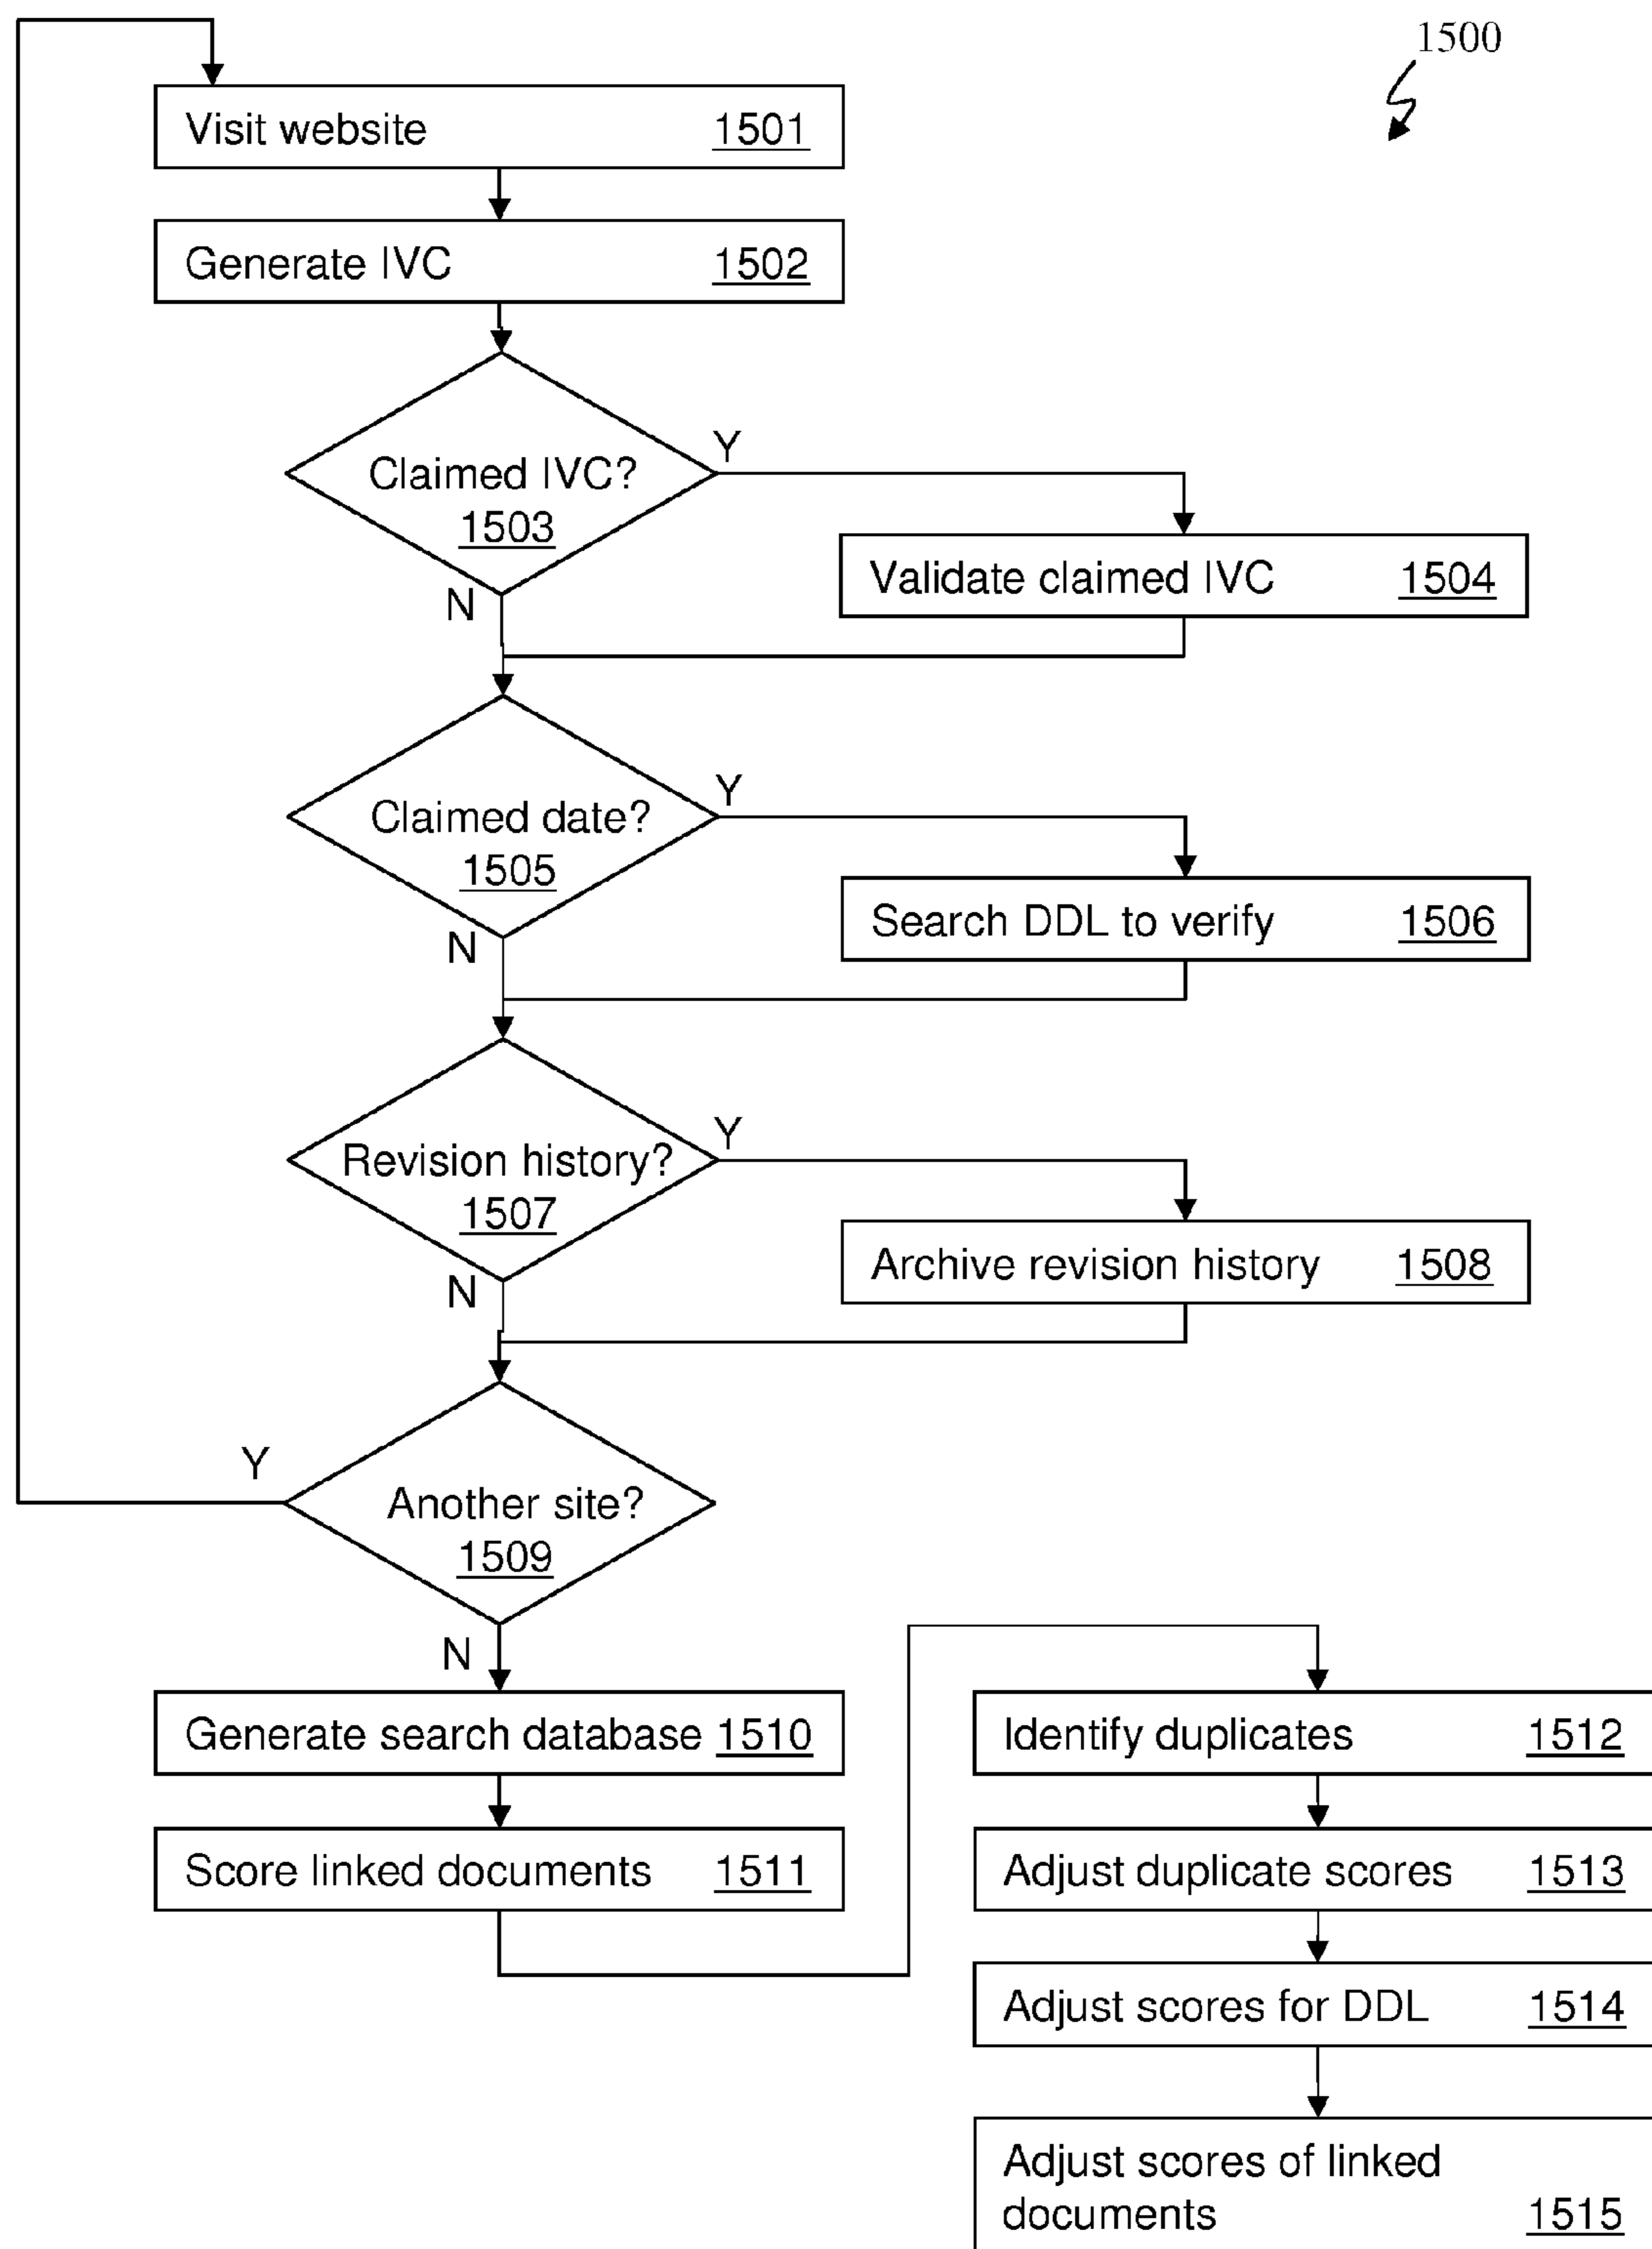 1500
Visit website 1501
Generate IVC 1502
Claimed IVC?
1503
Y
N
Validate claimed IVC 1504
Claimed date?
1505
Y
N
Search DDL to verify 1506
Revision history?
1507
Y
N
Archive revision history 1508
Another site?
1509
Y
N
Generate search database 1510
Score linked documents 1511
Identify duplicates 1512
Adjust duplicate scores 1513
Adjust scores for DDL 1514
Adjust scores of linked
documents 1515